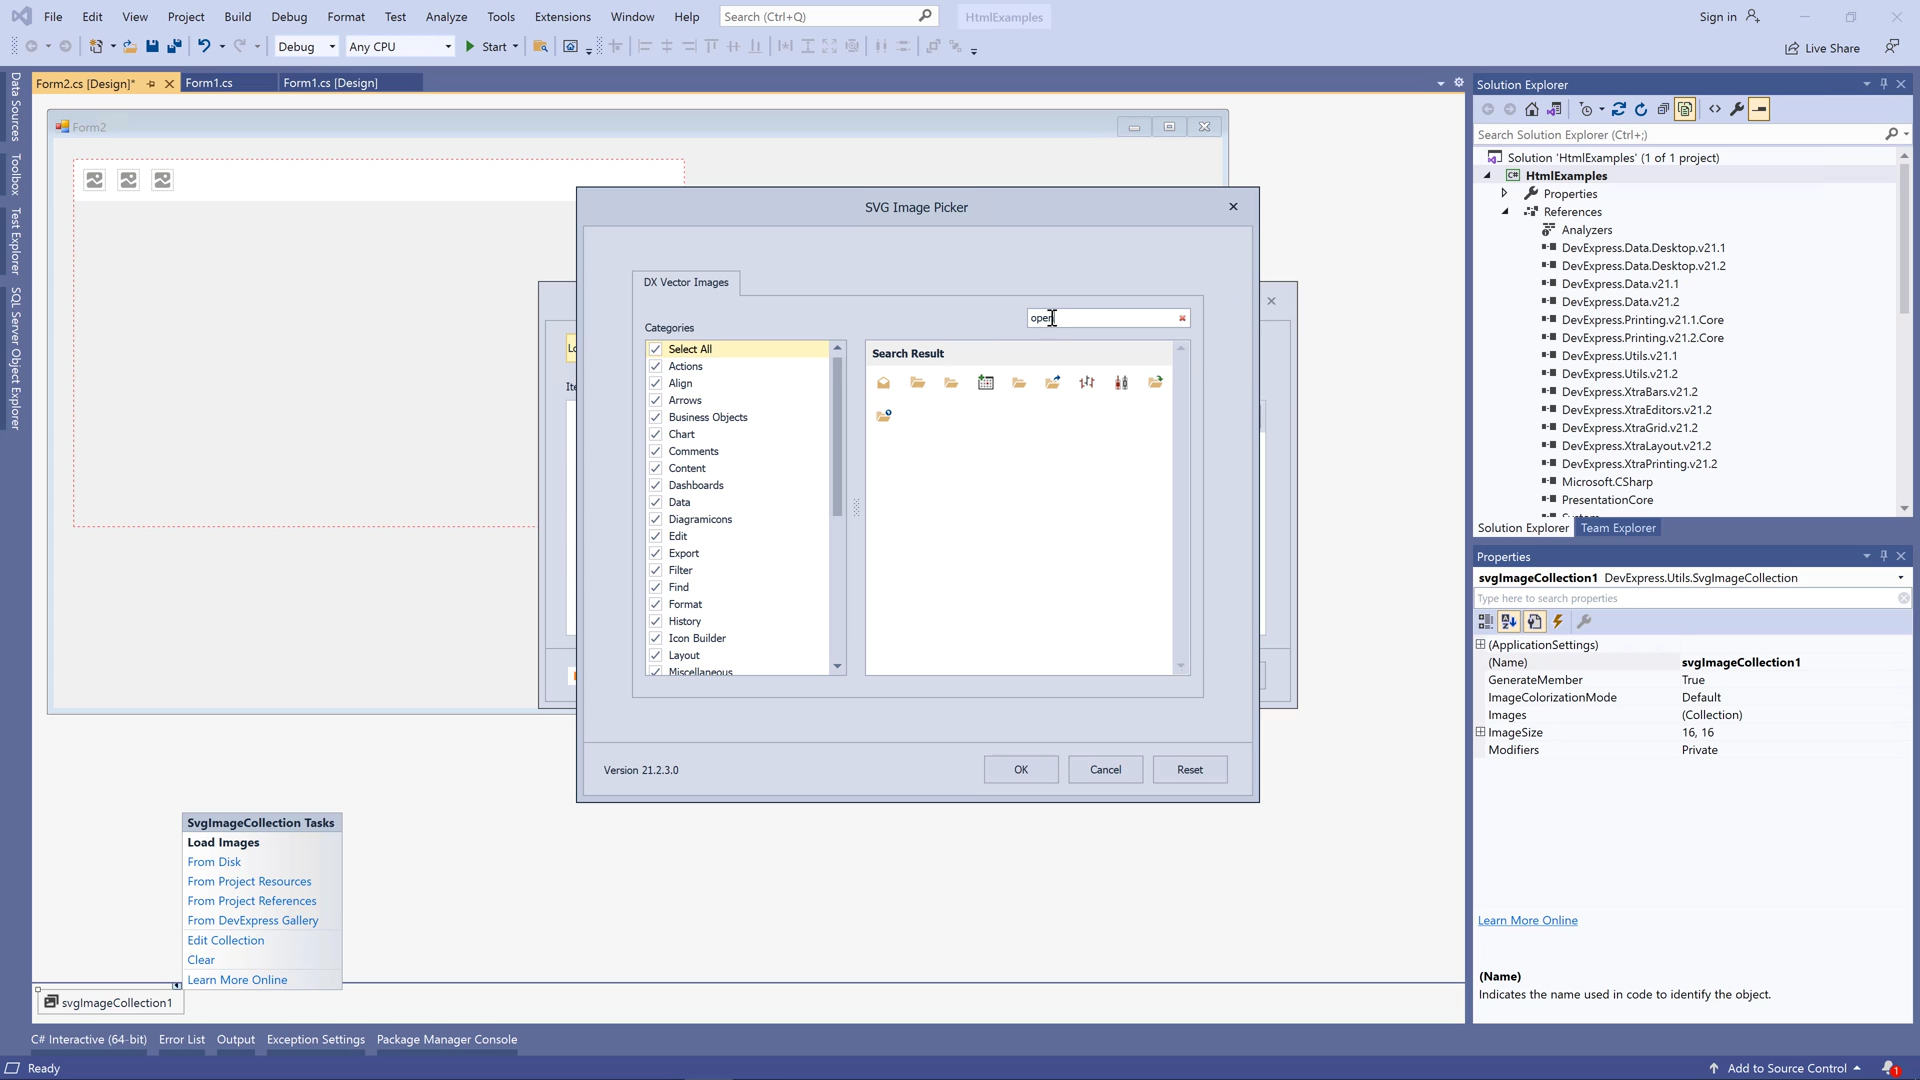 File Edit View Project Build Debug Format Test Analyze Tools Extensions Window Help Search (Ctrl+Q) HtmlExamples Sign in
Debug Any CPU Start Live Share
Form2.cs [Design]* Form1.cs Form1.cs [Design]
Data Sources
Toolbox
Test Explorer
SQL Server Object Explorer
Form2
SVG Image Picker
DX Vector Images
open
Categories
Select All
Actions
Align
Arrows
Business Objects
Chart
Comments
Content
Dashboards
Data
Diagramicons
Edit
Export
Filter
Find
Format
History
Icon Builder
Layout
Miscellaneous
Search Result
Version 21.2.3.0
OK Cancel Reset
SvgImageCollection Tasks
Load Images
From Disk
From Project Resources
From Project References
From DevExpress Gallery
Edit Collection
Clear
Learn More Online
svgImageCollection1
Solution Explorer
Search Solution Explorer (Ctrl+;)
Solution 'HtmlExamples' (1 of 1 project)
HtmlExamples
Properties
References
Analyzers
DevExpress.Data.Desktop.v21.1
DevExpress.Data.Desktop.v21.2
DevExpress.Data.v21.1
DevExpress.Data.v21.2
DevExpress.Printing.v21.1.Core
DevExpress.Printing.v21.2.Core
DevExpress.Utils.v21.1
DevExpress.Utils.v21.2
DevExpress.XtraBars.v21.2
DevExpress.XtraEditors.v21.2
DevExpress.XtraGrid.v21.2
DevExpress.XtraLayout.v21.2
DevExpress.XtraPrinting.v21.2
Microsoft.CSharp
PresentationCore
Solution Explorer Team Explorer
Properties
svgImageCollection1 DevExpress.Utils.SvgImageCollection
Type here to search properties
(ApplicationSettings)
(Name) svgImageCollection1
GenerateMember True
ImageColorizationMode Default
Images (Collection)
ImageSize 16, 16
Modifiers Private
Learn More Online
(Name)
Indicates the name used in code to identify the object.
C# Interactive (64-bit) Error List Output Exception Settings Package Manager Console
Ready Add to Source Control 1